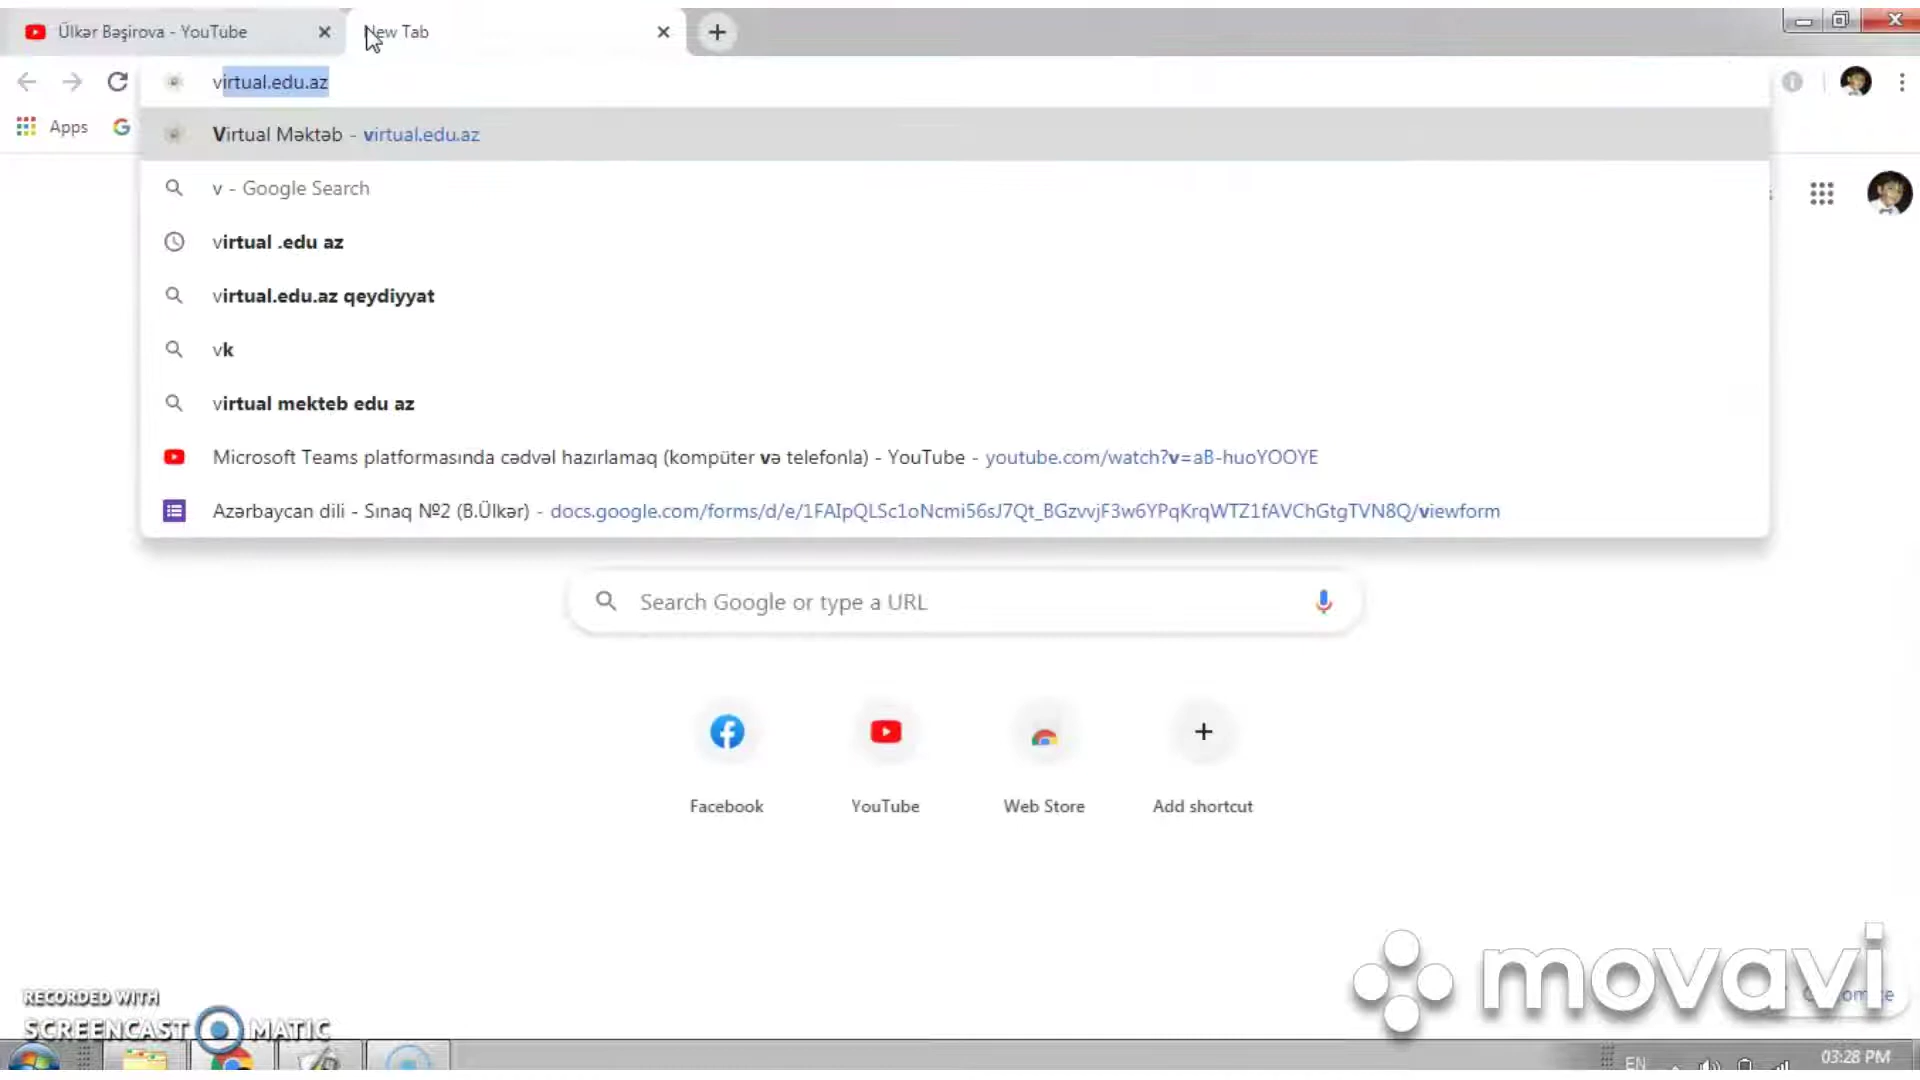 Ülkər Bəşirova - YouTube
New Tab
virtual.edu.az
Apps
Virtual Məktəb - virtual.edu.az
v - Google Search
virtual .edu az
virtual.edu.az qeydiyyat
vk
virtual mekteb edu az
Microsoft Teams platformasında cədvəl hazırlamaq (kompüter və telefonla) - YouTube - youtube.com/watch?v=aB-huoYOOYE
Azərbaycan dili - Sınaq №2 (B.Ülkər) - docs.google.com/forms/d/e/1FAIpQLSc1oNcmi56sJ7Qt_BGzvvjF3w6YPqKrqWTZ1fAVChGtgTVN8Q/viewform
Search Google or type a URL
Facebook
YouTube
Web Store
Add shortcut
movavi
RECORDED WITH
SCREENCAST MATIC
EN
03:28 PM